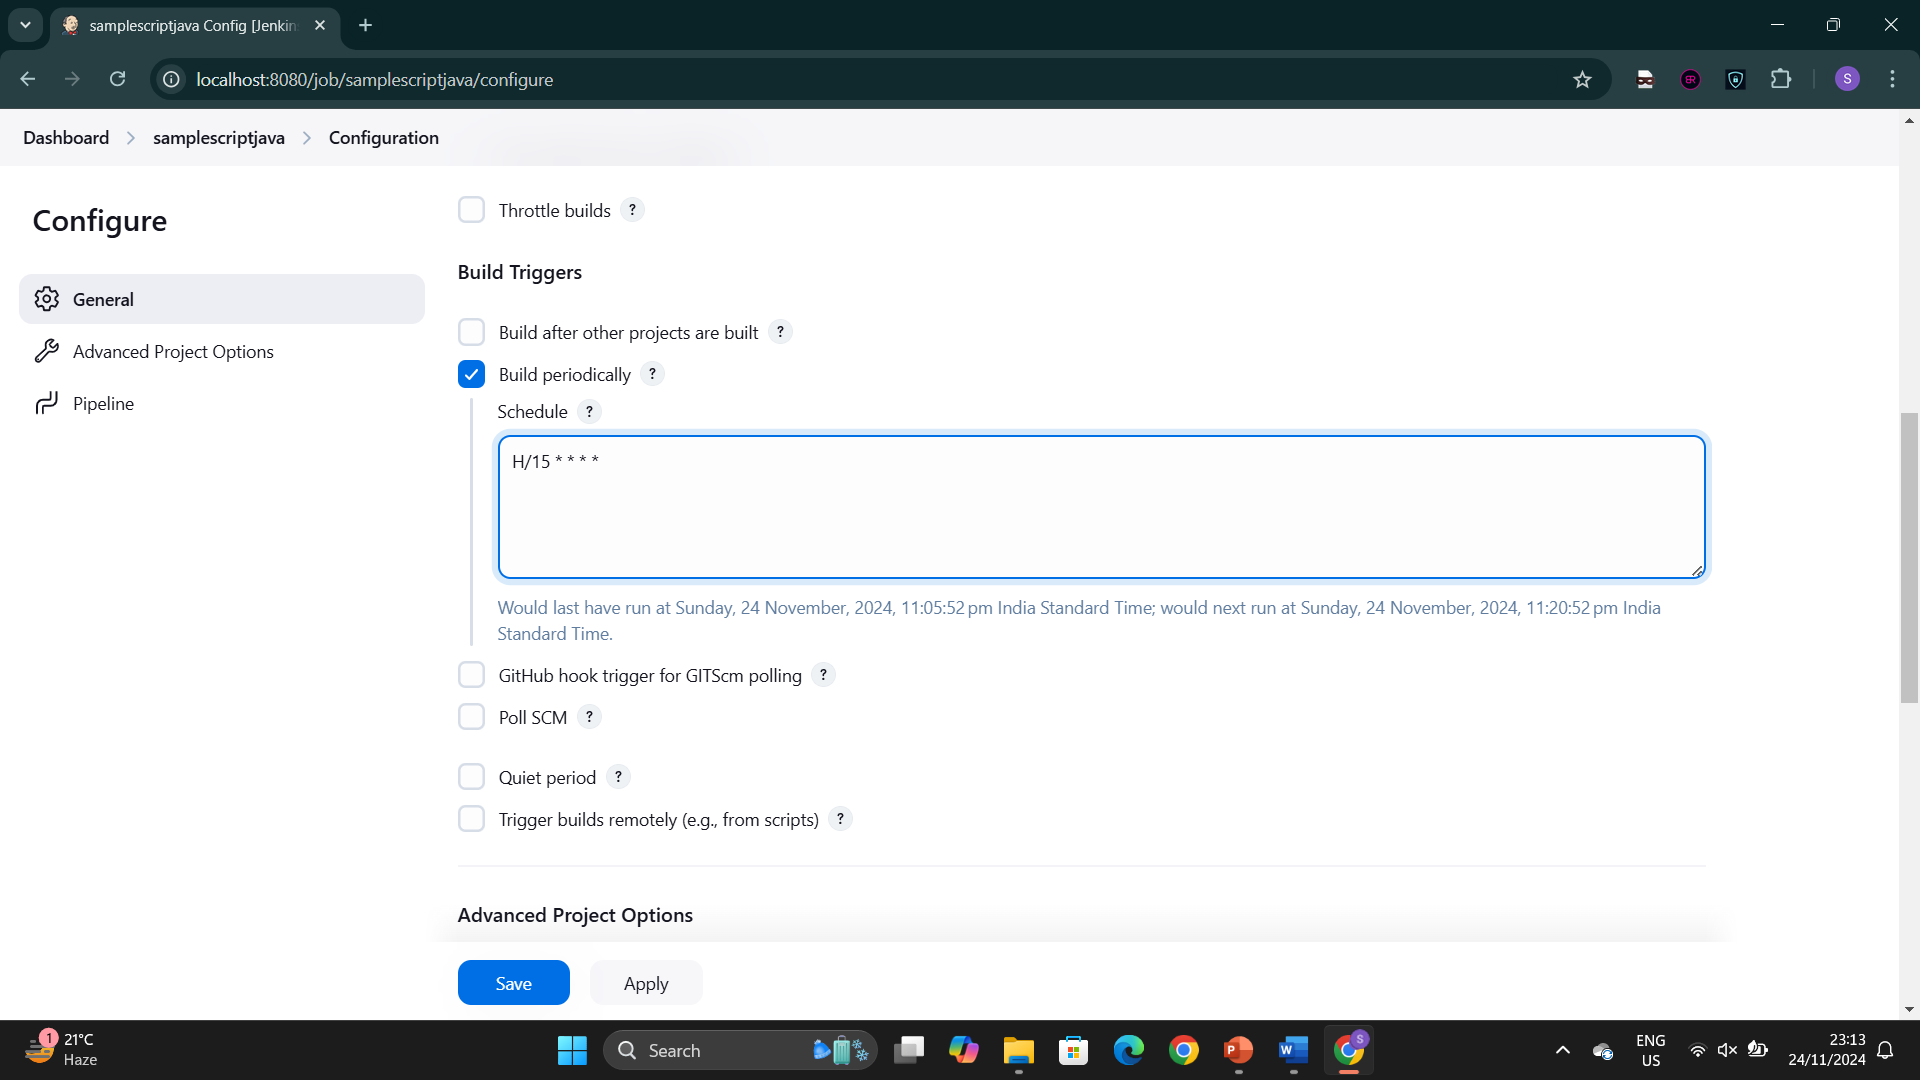 samplescriptjava Config [Jenkin
localhost:8080/job/samplescriptjava/configure
S
Dashboard > samplescriptjava > Configuration
Configure
General
Advanced Project Options
Pipeline
Throttle builds ?
Build Triggers
Build after other projects are built ?
Build periodically ?
Schedule ?
H/15 * * * *
Would last have run at Sunday, 24 November, 2024, 11:05:52 pm India Standard Time; would next run at Sunday, 24 November, 2024, 11:20:52 pm India
Standard Time.
GitHub hook trigger for GITScm polling ?
Poll SCM ?
Quiet period ?
Trigger builds remotely (e.g., from scripts) ?
Advanced Project Options
Save
Apply
1
21°C
Haze
Search
P
W
S
ENG
US
23:13
24/11/2024